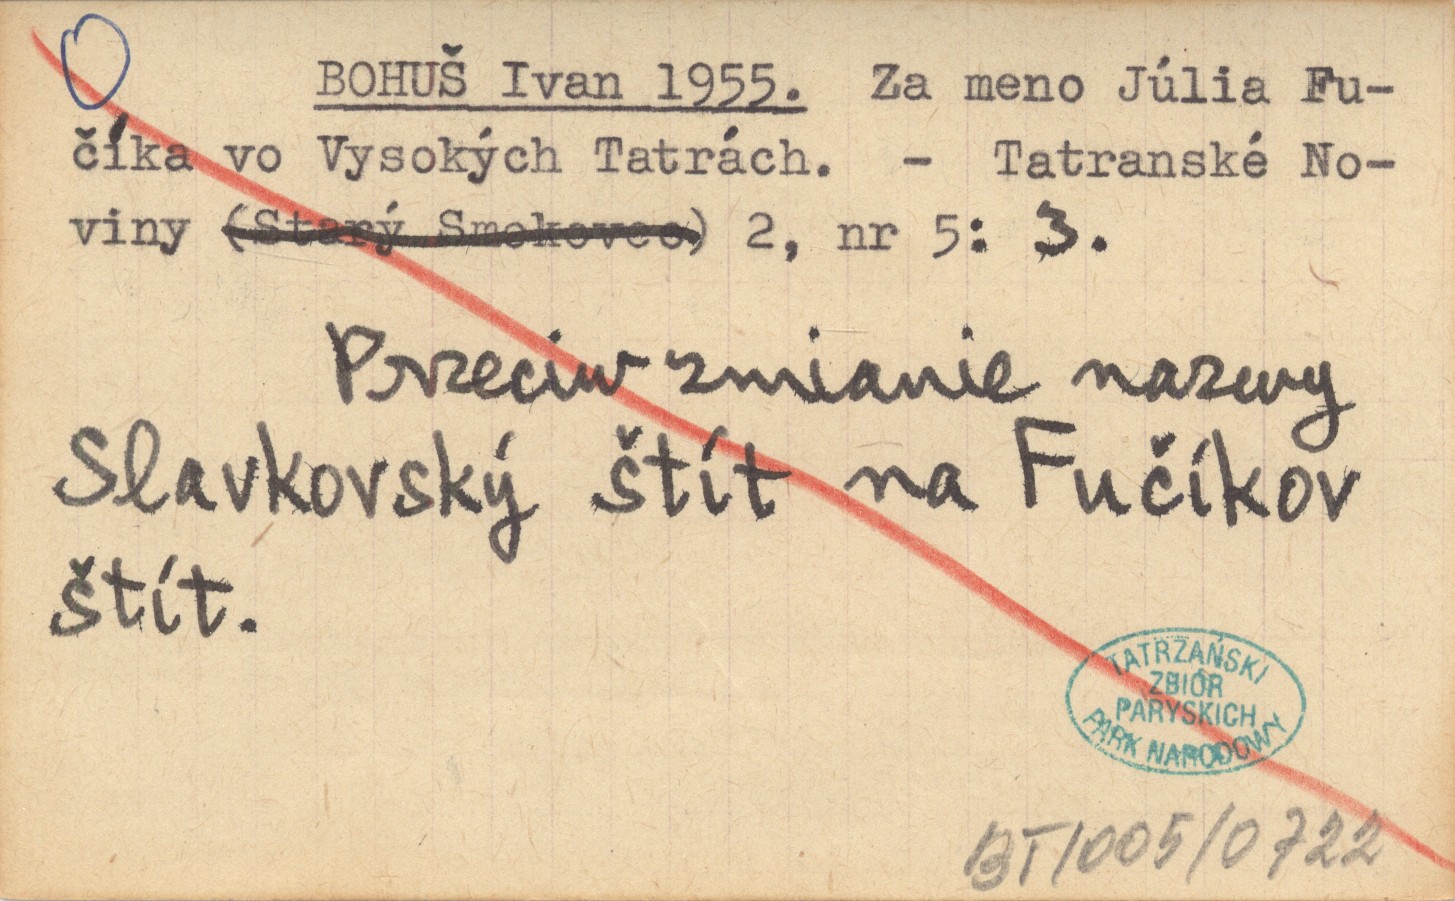 BOHUŠ Ivan 1955. Za meno Júlia Fu-
číka vo Vysokých Tatrách. - Tatranské No-
viny (Starý Smokovec) 2, nr 5: 3.
Przeciw zmianie nazwy
Slavkovský štít na Fučíkov
štít.
TATRZAŃSKI
ZBIÓR
PARYSKICH
PARK NARODOWY
BT/005/0722